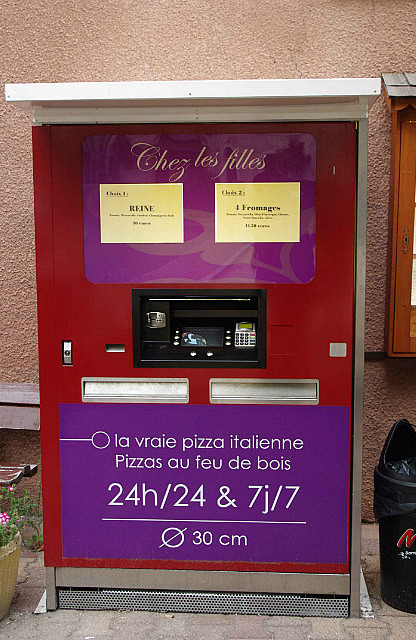 Chez les filles
Choix 1 :
REINE
10 euros
Choix 2 :
4 Fromages
11,50 euros
la vraie pizza italienne
Pizzas au feu de bois
24h/24 & 7j/7
Ø 30 cm